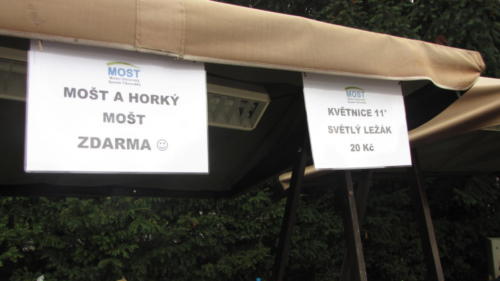 MOST
MOŠT A HORKÝ
MOŠT
ZDARMA
MOST
KVĚTNICE 11°
SVĚTLÝ LEŽÁK
20 Kč